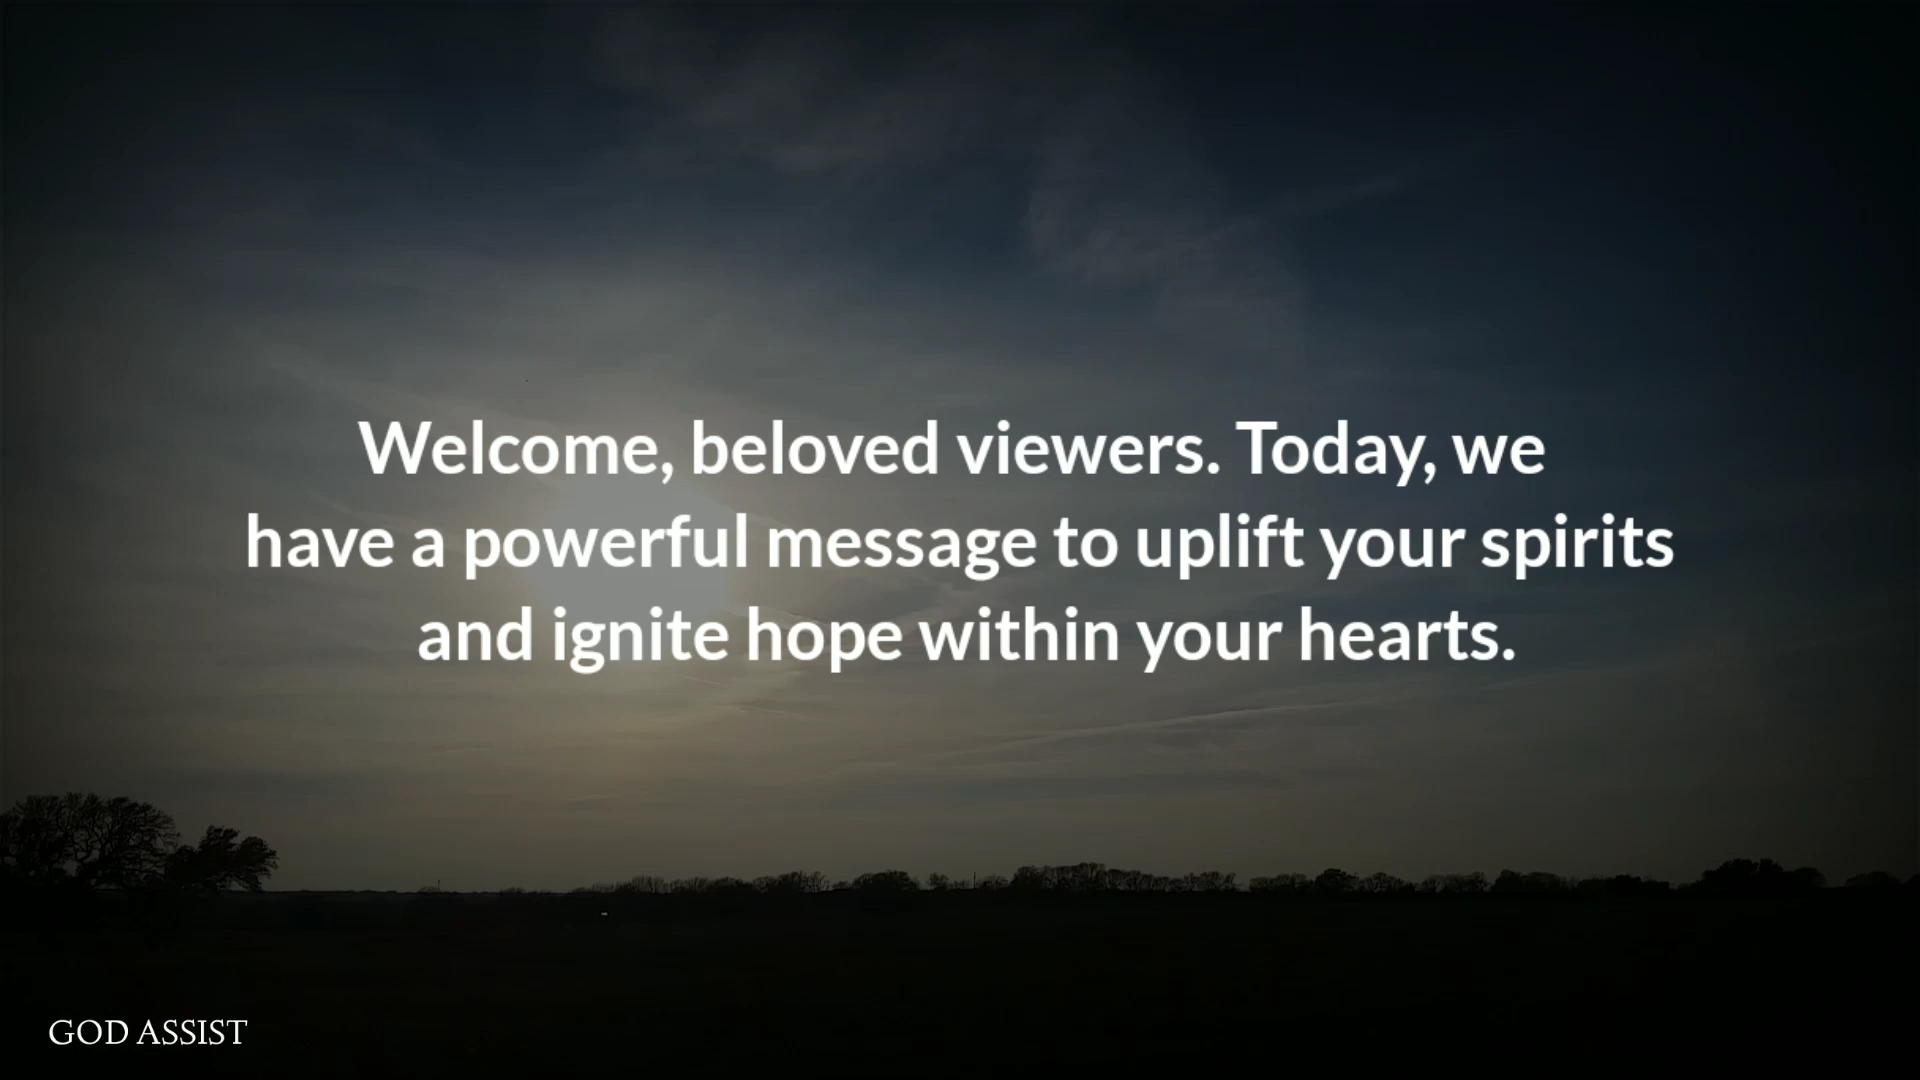 Welcome, beloved viewers. Today, we
have a powerful message to uplift your spirits
and ignite hope within your hearts.
GOD ASSIST